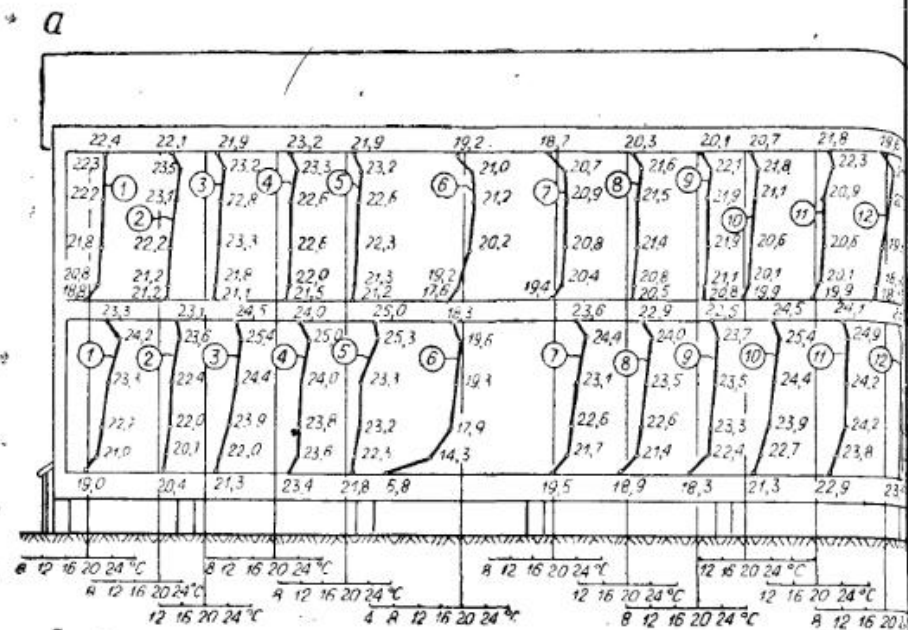 a
22,4 22,1 21,9 23,2 21,9 19,2 18,7 20,3 20,1 20,7 21,8
22,3 23,5 23,2 23,3 23,2 21,0 20,7 21,6 22,1 21,8 22,3
1 3 4 5 6 7 8 9
22,2 23,1 22,8 22,6 22,6 21,2 20,9 21,5 21,9 21,1 20,9
2 10 11 12
21,8 22,2 23,3 22,6 22,3 20,2 20,8 21,4 21,9 20,6 20,6
20,8 21,2 21,8 22,0 21,3 19,2 20,4 20,8 21,1 20,1 20,1
18,8 21,2 21,1 21,5 21,2 17,6 19,4 20,5 20,8 19,9 19,9
23,3 23,1 24,5 24,0 25,0 18,3 23,6 22,9 24,5 24,1
24,2 23,6 25,4 25,0 25,3 19,6 24,4 24,0 23,7 25,4 24,9
1 2 3 4 5 6 7 8 9 10 11 12
23,3 22,4 24,4 24,0 23,3 19,3 23,1 23,5 23,5 24,4 24,2
22,2 22,0 23,9 23,8 23,2 17,9 22,6 22,6 23,3 23,9 24,2
21,0 20,7 22,0 23,6 22,3 14,3 21,7 21,4 22,4 22,7 23,8
19,0 20,4 21,3 23,4 21,8 6,8 19,5 18,9 18,3 21,3 22,9
8 12 16 20 24 °C 8 12 16 20 24 °C 8 12 16 20 24 °C 12 16 20 24 °C
8 12 16 20 24 °C 8 12 16 20 24 °C 12 16 20 24 °C 12 16 20 24 °C
12 16 20 24 °C 4 8 12 16 20 24 °C 8 12 16 20 24 °C 8 12 16 20